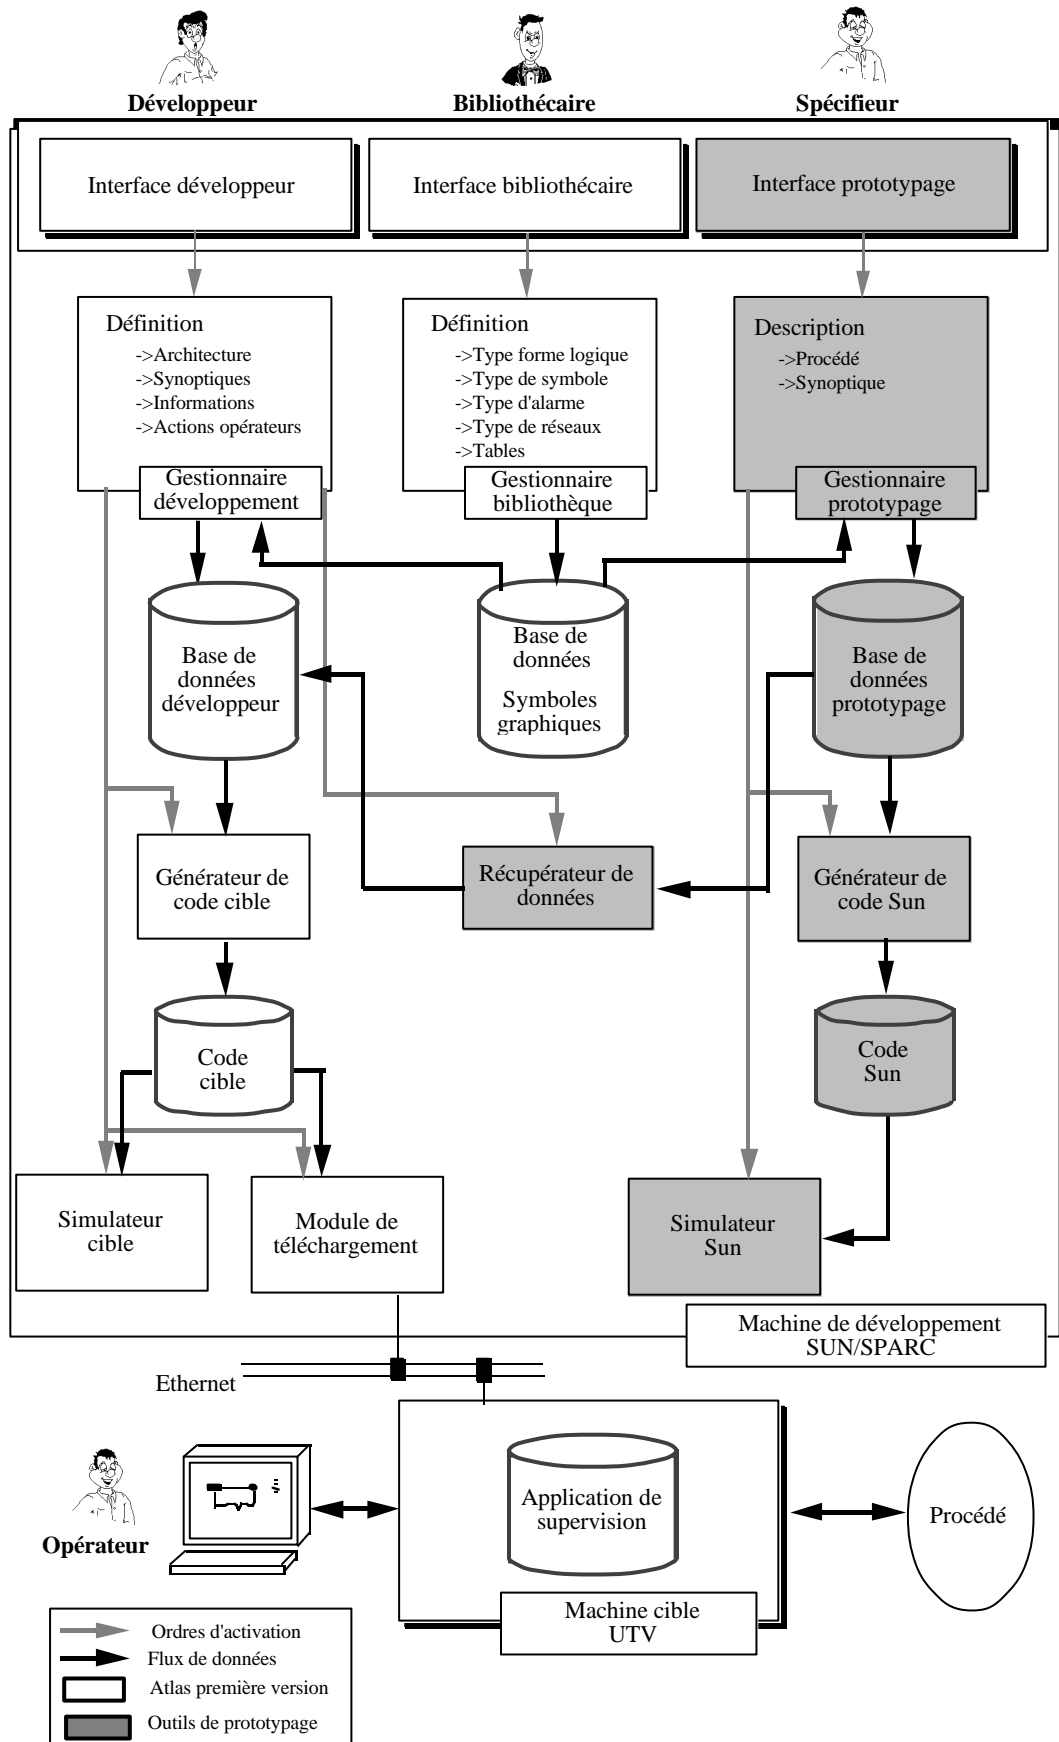 Développeur
Bibliothécaire
Spécifieur
Interface développeur
Interface bibliothécaire
Interface prototypage
Définition
->Architecture
->Synoptiques
->Informations
->Actions opérateurs
Gestionnaire
développement
Définition
->Type forme logique
->Type de symbole
->Type d'alarme
->Type de réseaux
->Tables
Gestionnaire
bibliothèque
Description
->Procédé
->Synoptique
Gestionnaire
prototypage
Base de
données
développeur
Base de
données
Symboles
graphiques
Base de
données
prototypage
Générateur de
code cible
Récupérateur de
données
Générateur de
code Sun
Code
cible
Code
Sun
Simulateur
cible
Module de
téléchargement
Simulateur
Sun
Machine de développement
SUN/SPARC
Ethernet
Opérateur
Application de
supervision
Procédé
Machine cible
UTV
Ordres d'activation
Flux de données
Atlas première version
Outils de prototypage